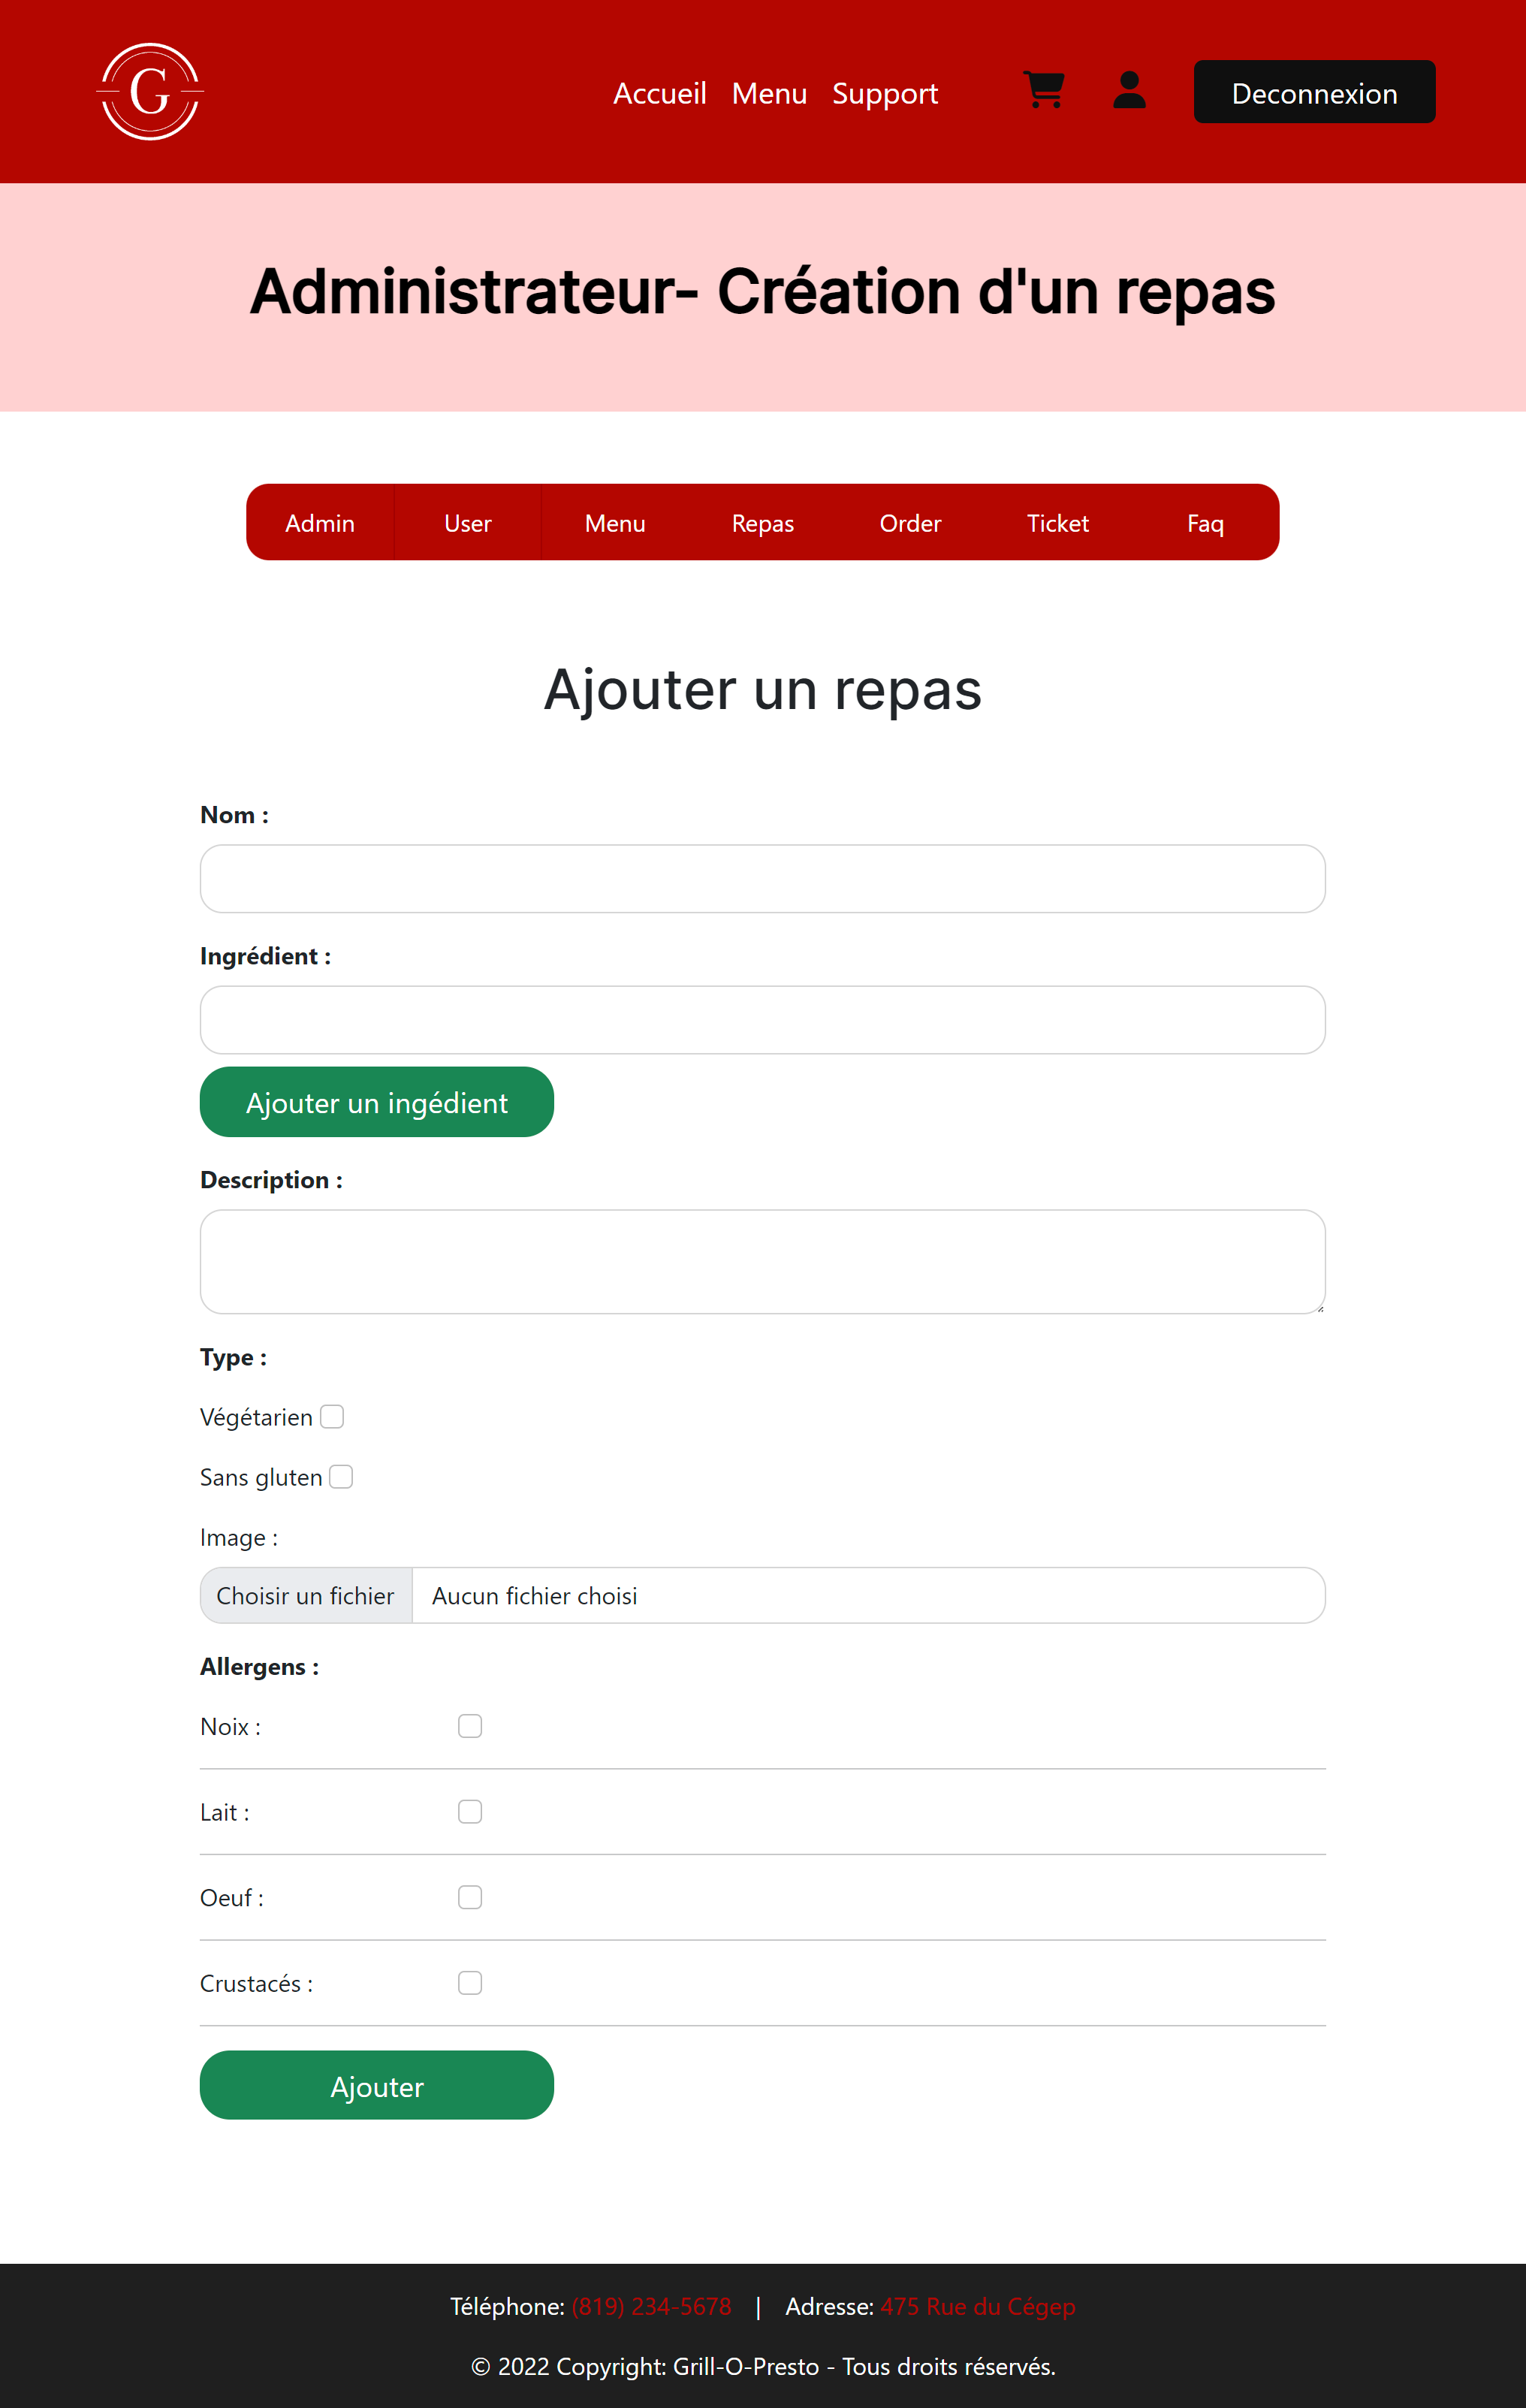 G
Accueil Menu Support Deconnexion
Administrateur- Création d'un repas
Admin User Menu Repas Order Ticket Faq
Ajouter un repas
Nom :
Ingrédient :
Ajouter un ingédient
Description :
Type :
Végétarien
Sans gluten
Image :
Choisir un fichier Aucun fichier choisi
Allergens :
Noix :
Lait :
Oeuf :
Crustacés :
Ajouter
Téléphone: (819) 234-5678 | Adresse: 475 Rue du Cégep
© 2022 Copyright: Grill-O-Presto - Tous droits réservés.